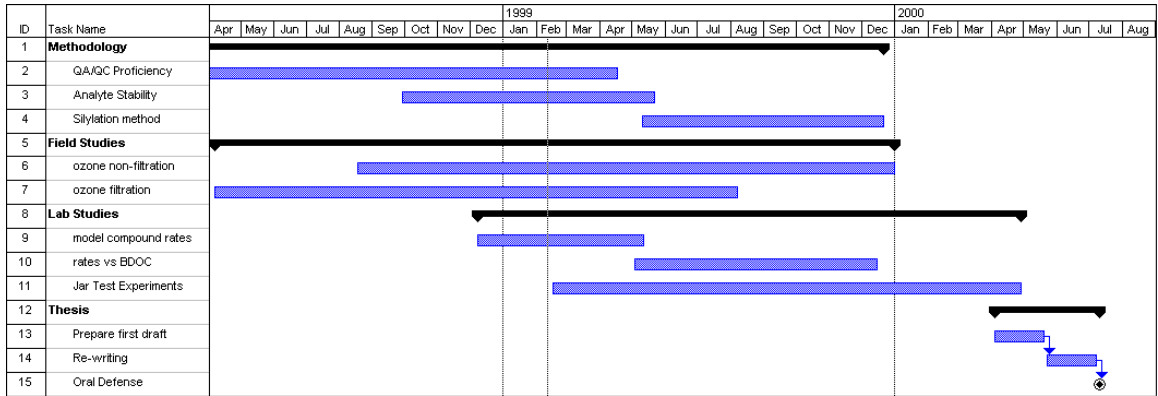 1999 2000
ID Task Name Apr May Jun Jul Aug Sep Oct Nov Dec Jan Feb Mar Apr May Jun Jul Aug Sep Oct Nov Dec Jan Feb Mar Apr May Jun Jul Aug
1 Methodology
2 QA/QC Proficiency
3 Analyte Stability
4 Silylation method
5 Field Studies
6 ozone non-filtration
7 ozone filtration
8 Lab Studies
9 model compound rates
10 rates vs BDOC
11 Jar Test Experiments
12 Thesis
13 Prepare first draft
14 Re-writing
15 Oral Defense